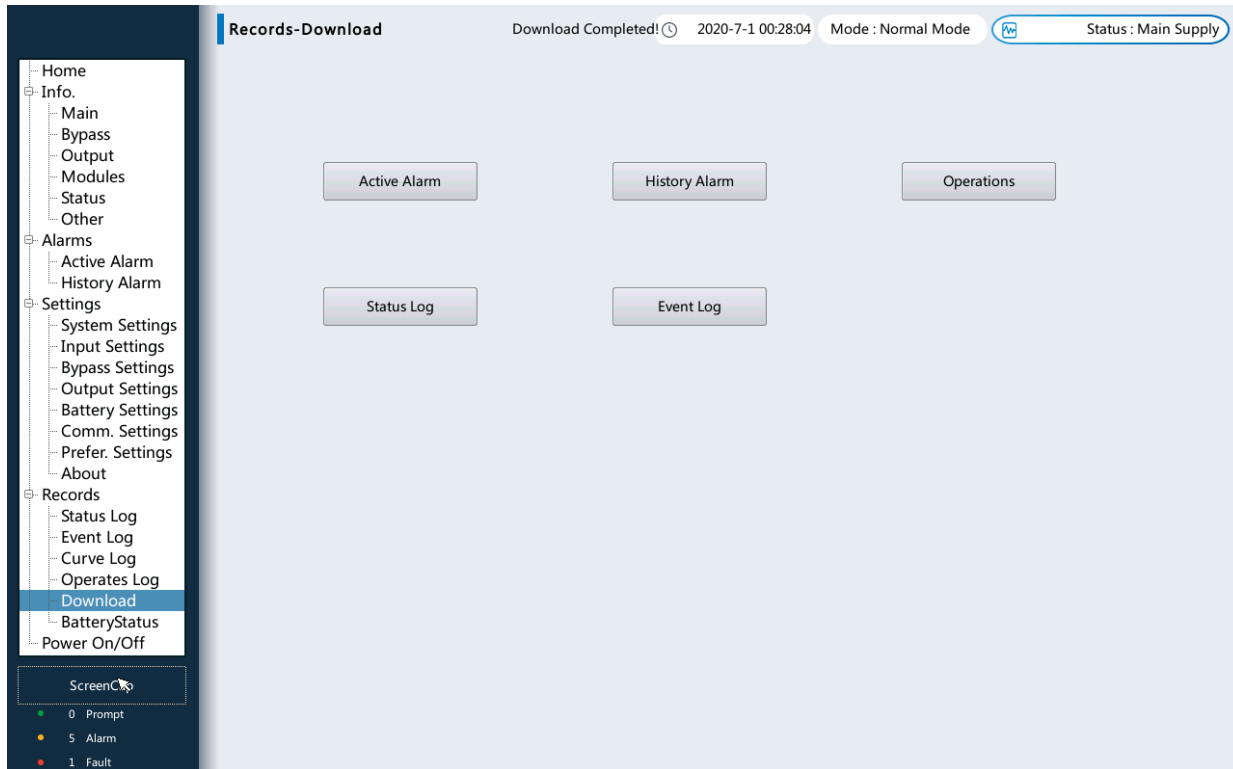 Records-Download Download Completed! 2020-7-1 00:28:04 Mode : Normal Mode Status : Main Supply
Home
Info.
Main
Bypass
Output
Modules
Status
Other
Alarms
Active Alarm
History Alarm
Settings
System Settings
Input Settings
Bypass Settings
Output Settings
Battery Settings
Comm. Settings
Prefer. Settings
About
Records
Status Log
Event Log
Curve Log
Operates Log
Download
BatteryStatus
Power On/Off
0 Prompt
5 Alarm
1 Fault
Active Alarm History Alarm Operations
Status Log Event Log